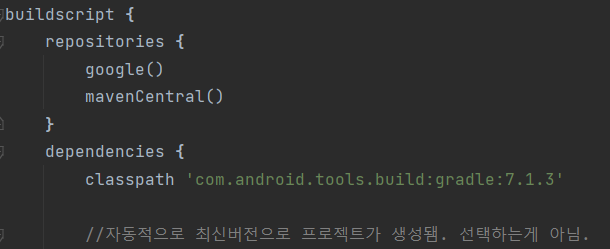 buildscript {
repositories {
google()
mavenCentral()
}
dependencies {
classpath 'com.android.tools.build:gradle:7.1.3'
//자동적으로 최신버전으로 프로젝트가 생성됌. 선택하는게 아님.